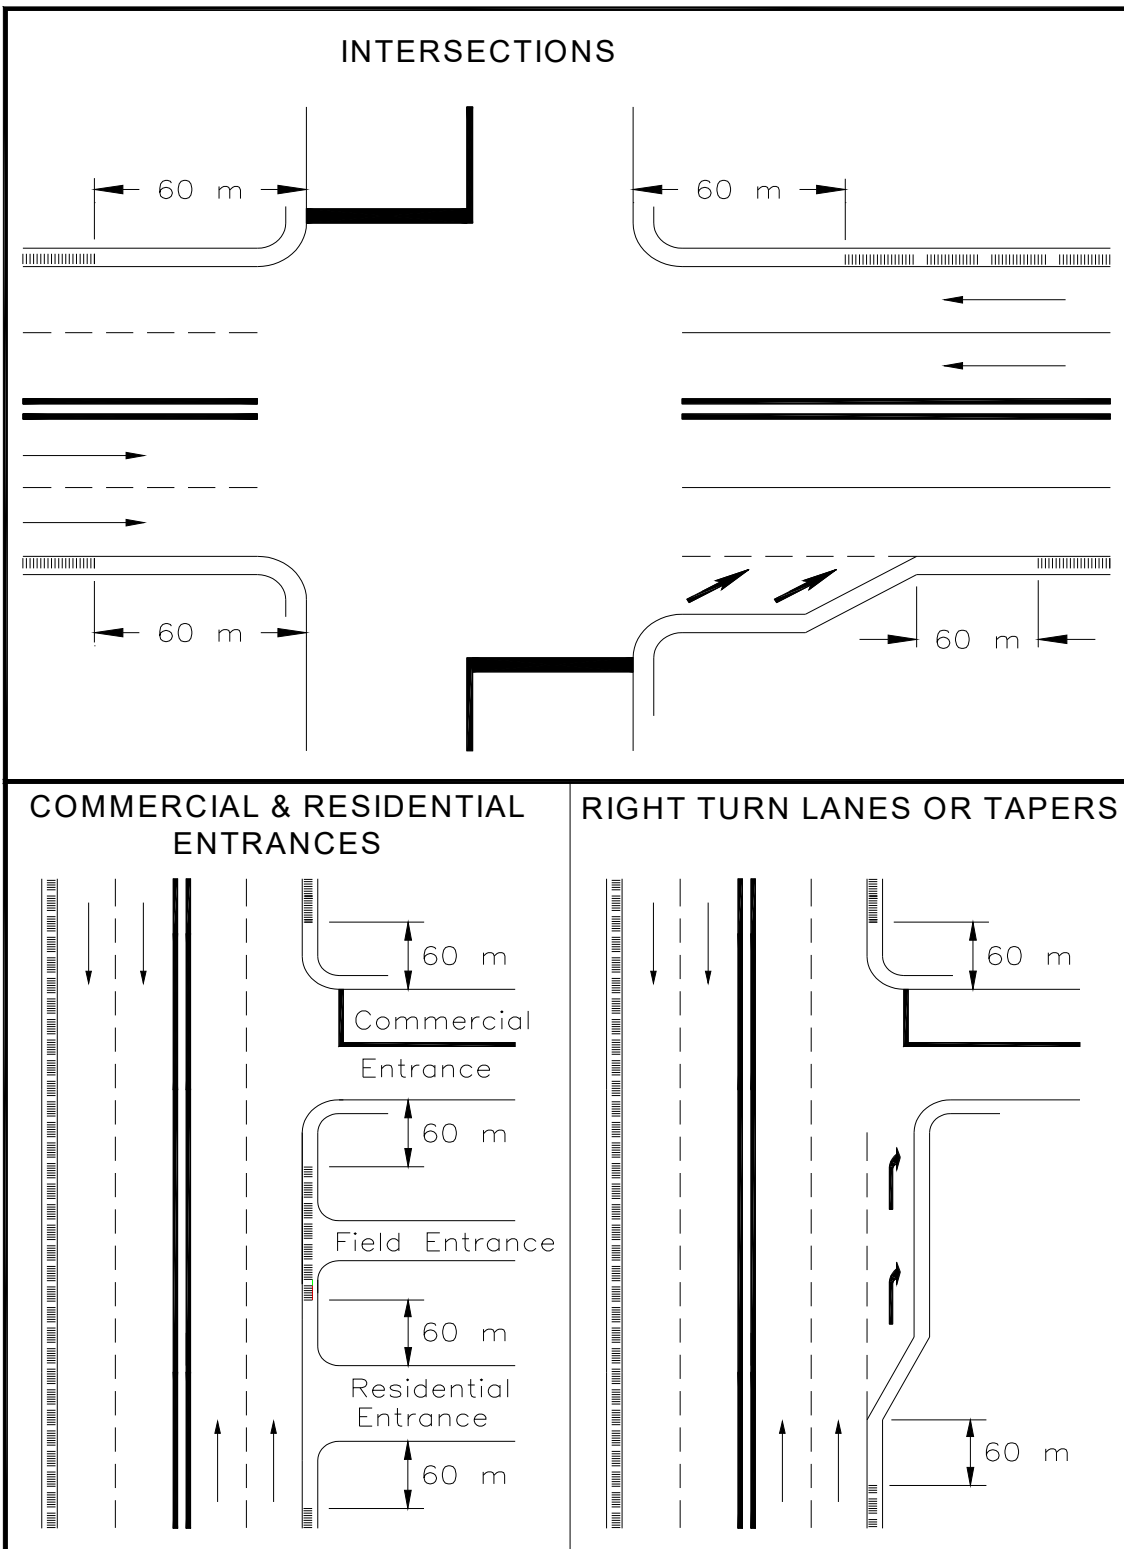 INTERSECTIONS
60 m
60 m
60 m
60 m
COMMERCIAL & RESIDENTIAL
ENTRANCES
60 m
Commercial
Entrance
60 m
Field Entrance
60 m
Residential
Entrance
60 m
RIGHT TURN LANES OR TAPERS
60 m
60 m